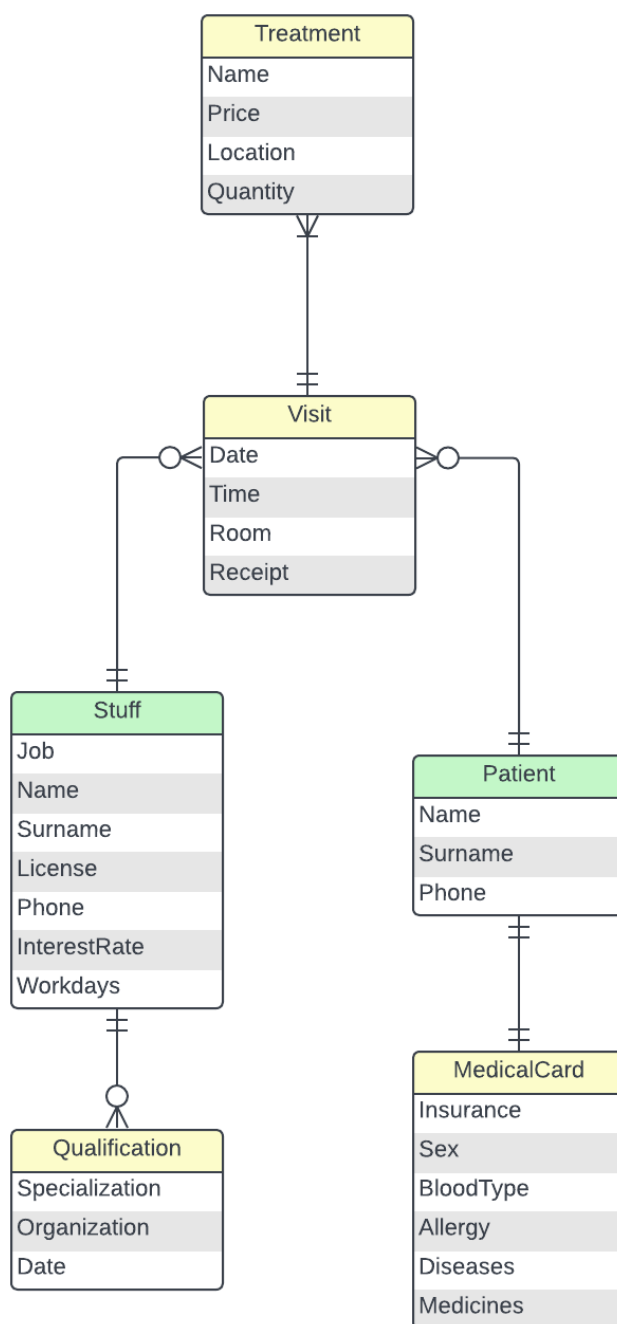 Treatment
Name
Price
Location
Quantity
Visit
Date
Time
Room
Receipt
Stuff
Job
Name
Surname
License
Phone
InterestRate
Workdays
Patient
Name
Surname
Phone
Qualification
Specialization
Organization
Date
MedicalCard
Insurance
Sex
BloodType
Allergy
Diseases
Medicines